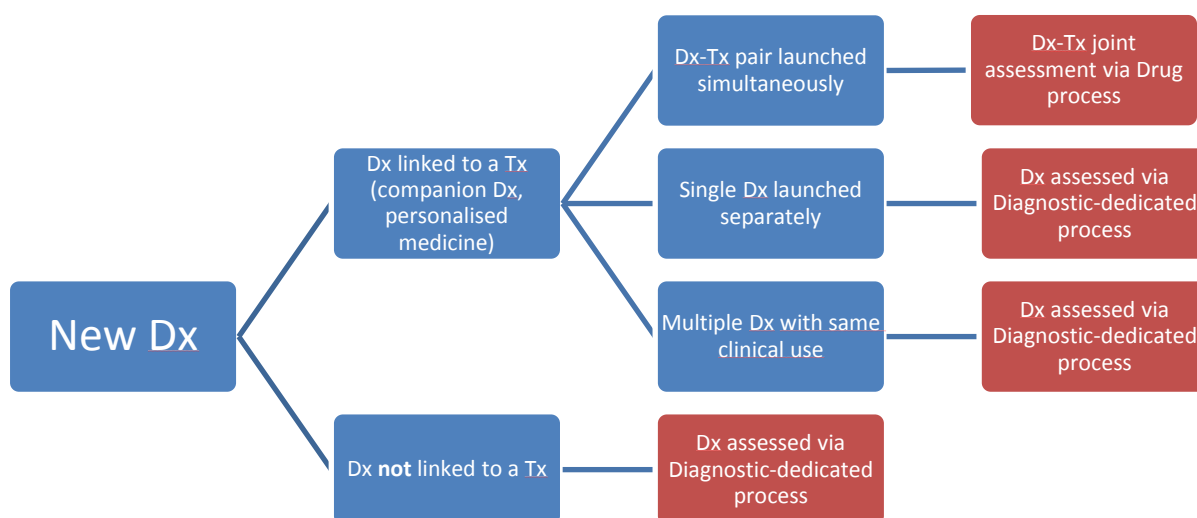 New Dx
Dx linked to a Tx
(companion Dx,
personalised
medicine)
Dx-Tx pair launched
simultaneously
Dx-Tx joint
assessment via Drug
process
Single Dx launched
separately
Dx assessed via
Diagnostic-dedicated
process
Multiple Dx with same
clinical use
Dx assessed via
Diagnostic-dedicated
process
Dx not linked to a Tx
Dx assessed via
Diagnostic-dedicated
process